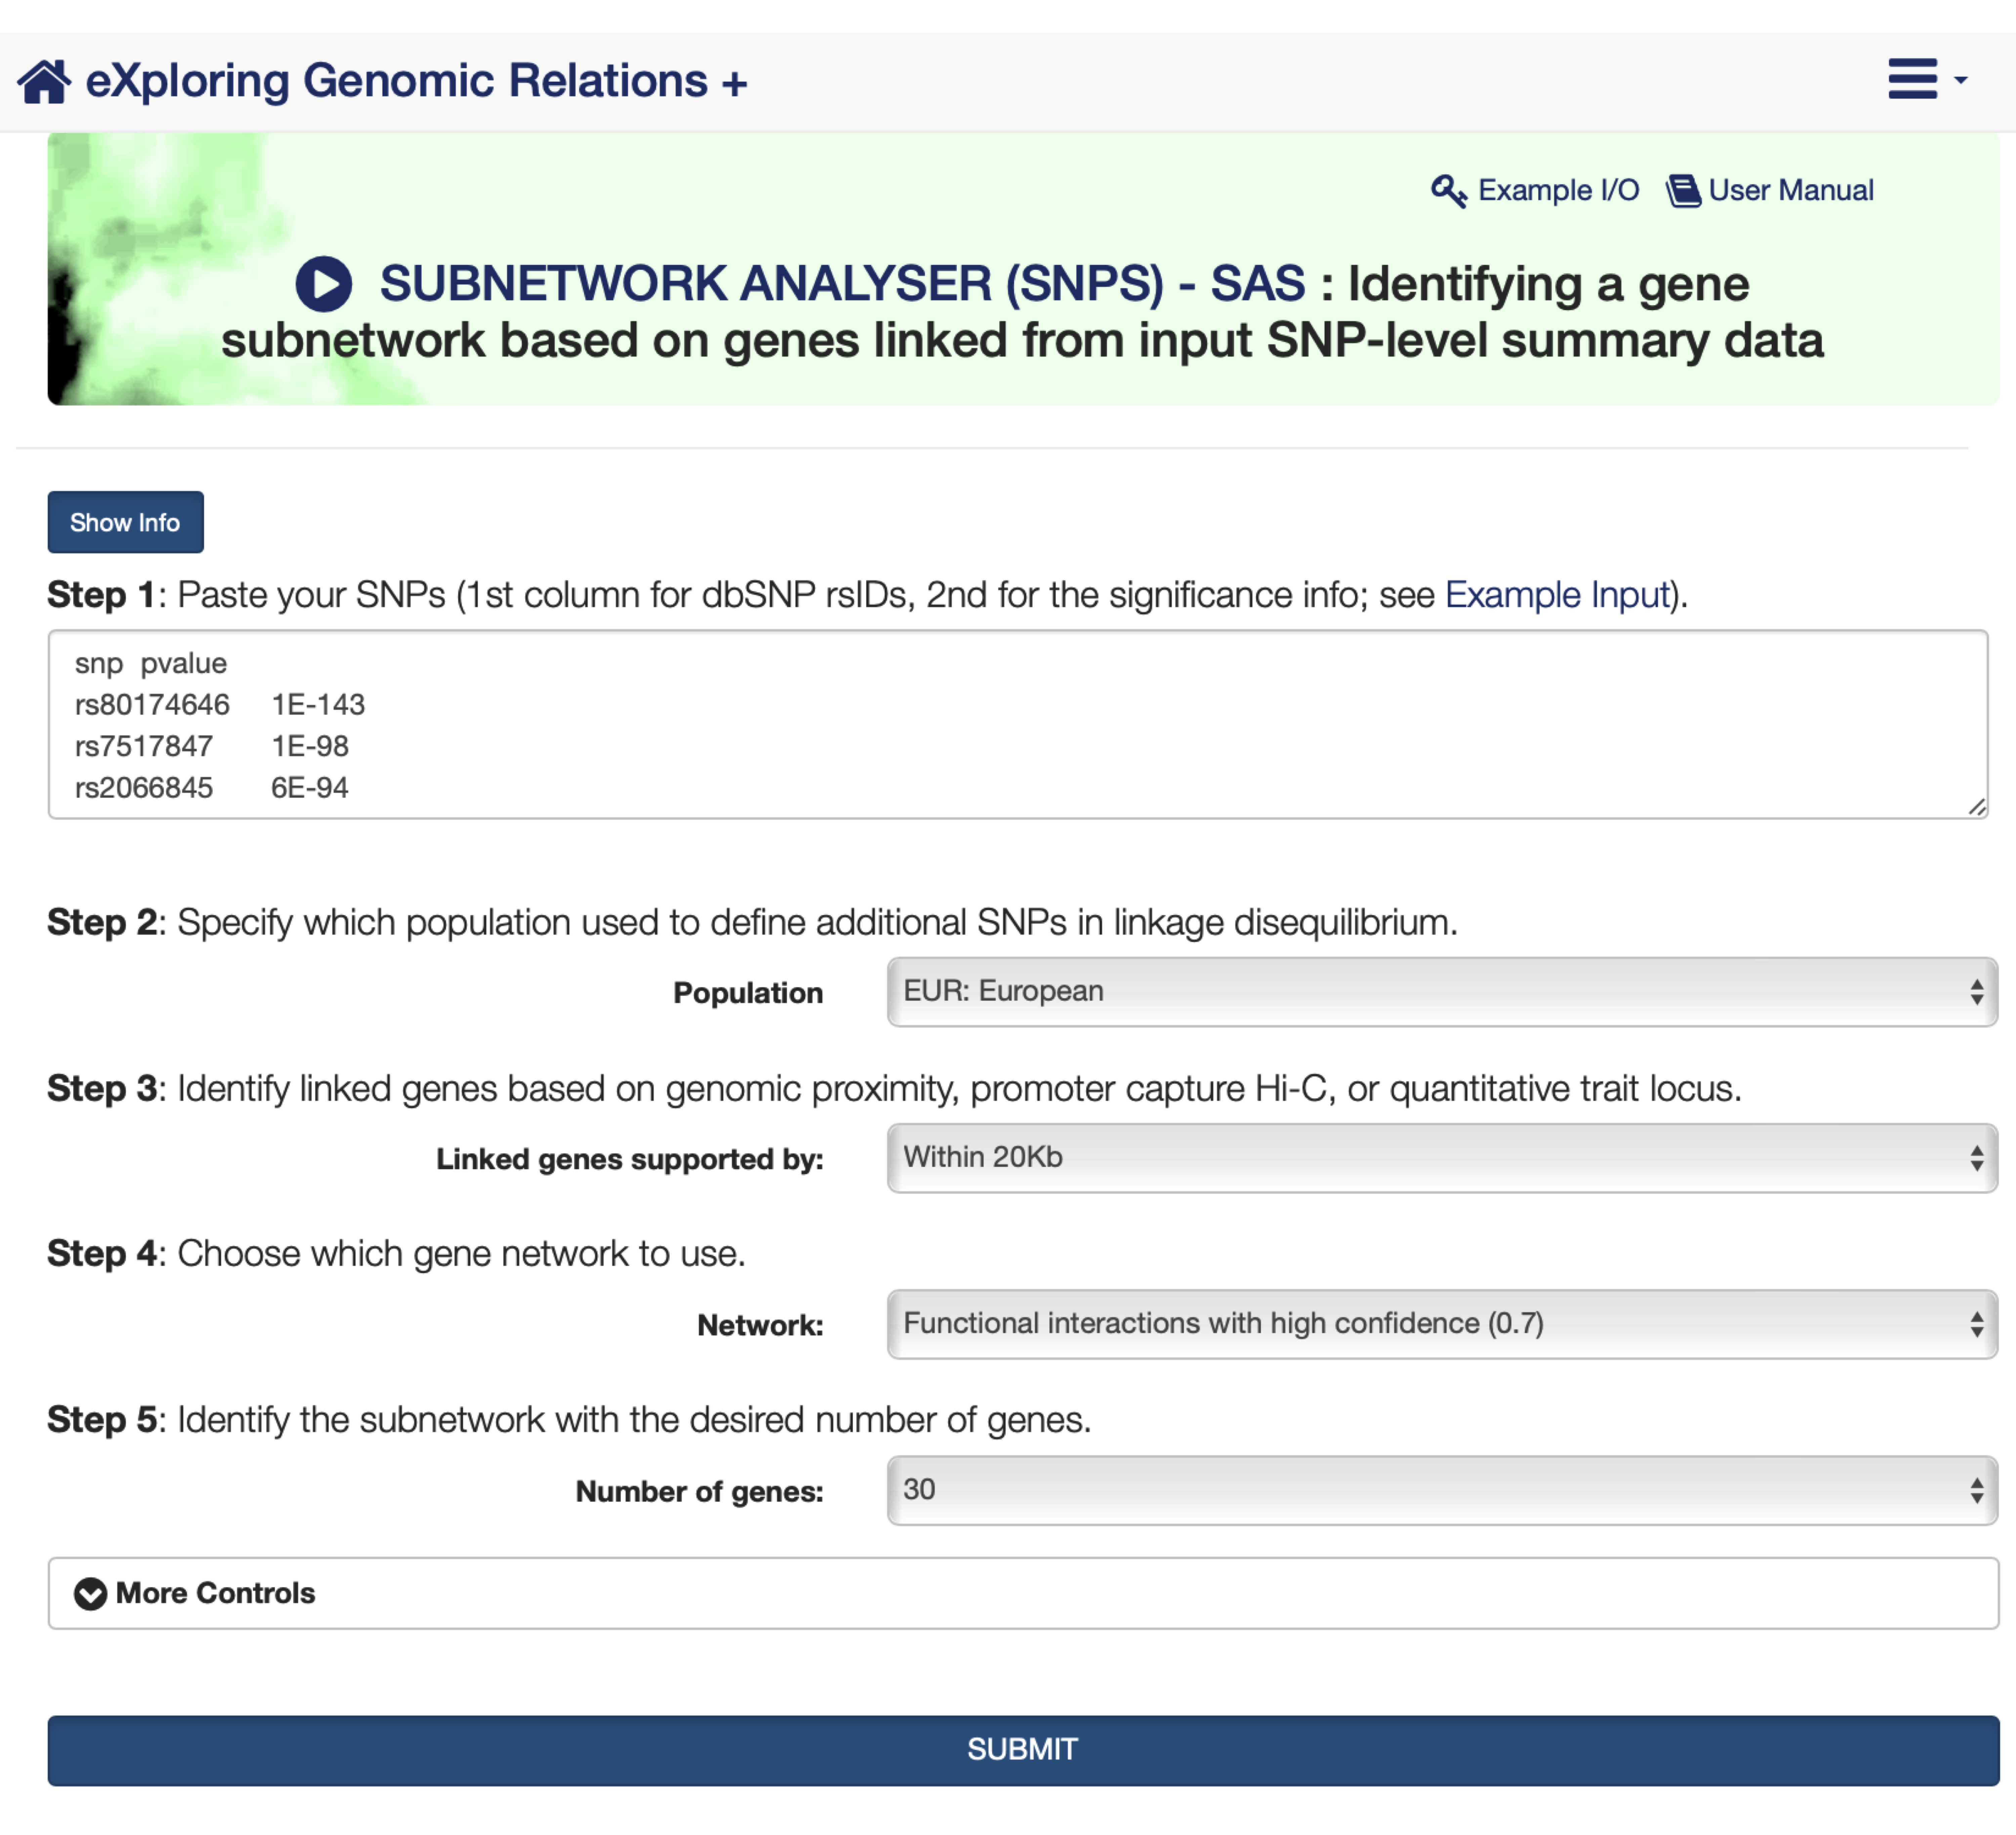 eXploring Genomic Relations +
Example I/O User Manual
SUBNETWORK ANALYSER (SNPS) - SAS : Identifying a gene
subnetwork based on genes linked from input SNP-level summary data
Show Info
Step 1: Paste your SNPs (1st column for dbSNP rsIDs, 2nd for the significance info; see Example Input).
snp pvalue
rs80174646 1E-143
rs7517847 1E-98
rs2066845 6E-94
Step 2: Specify which population used to define additional SNPs in linkage disequilibrium.
Population EUR: European
Step 3: Identify linked genes based on genomic proximity, promoter capture Hi-C, or quantitative trait locus.
Linked genes supported by: Within 20Kb
Step 4: Choose which gene network to use.
Network: Functional interactions with high confidence (0.7)
Step 5: Identify the subnetwork with the desired number of genes.
Number of genes: 30
More Controls
SUBMIT